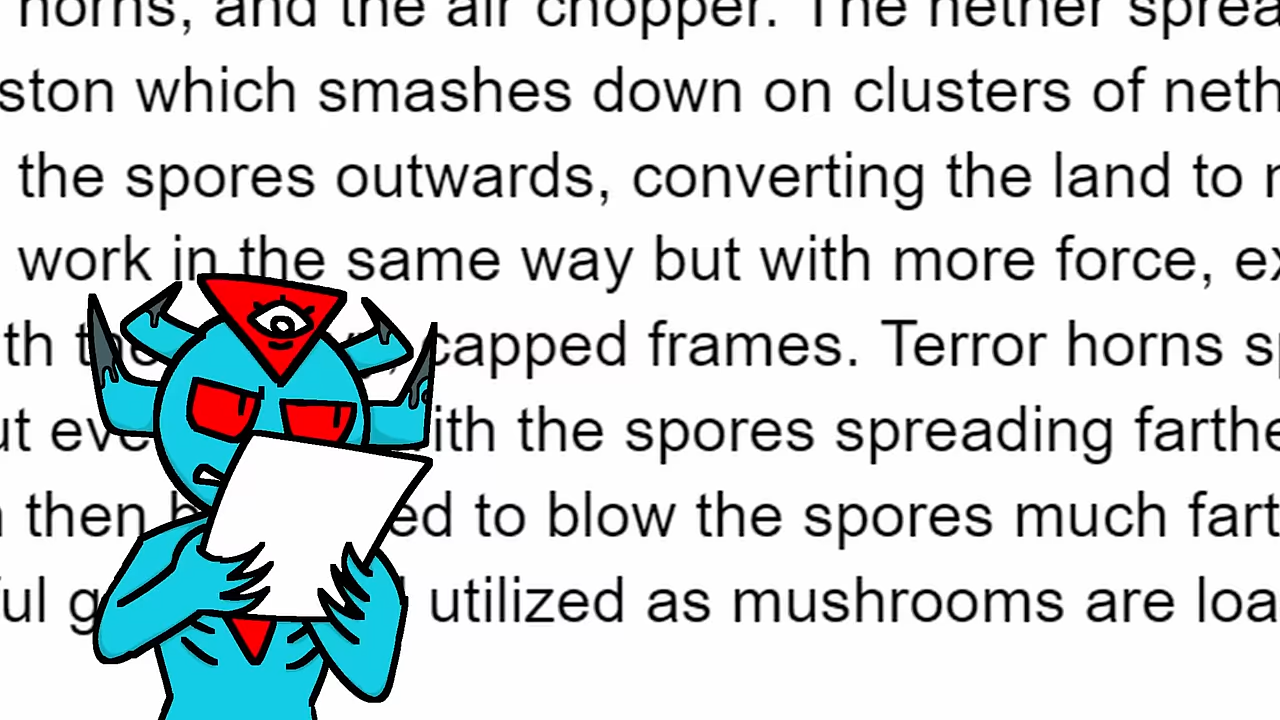 horns, and the air chopper. The nether sprea
ston which smashes down on clusters of neth
the spores outwards, converting the land to
work in the same way but with more force, ex
th capped frames. Terror horns sp
ut ith the spores spreading farthe
then ed to blow the spores much fart
ful utilized as mushrooms are loa